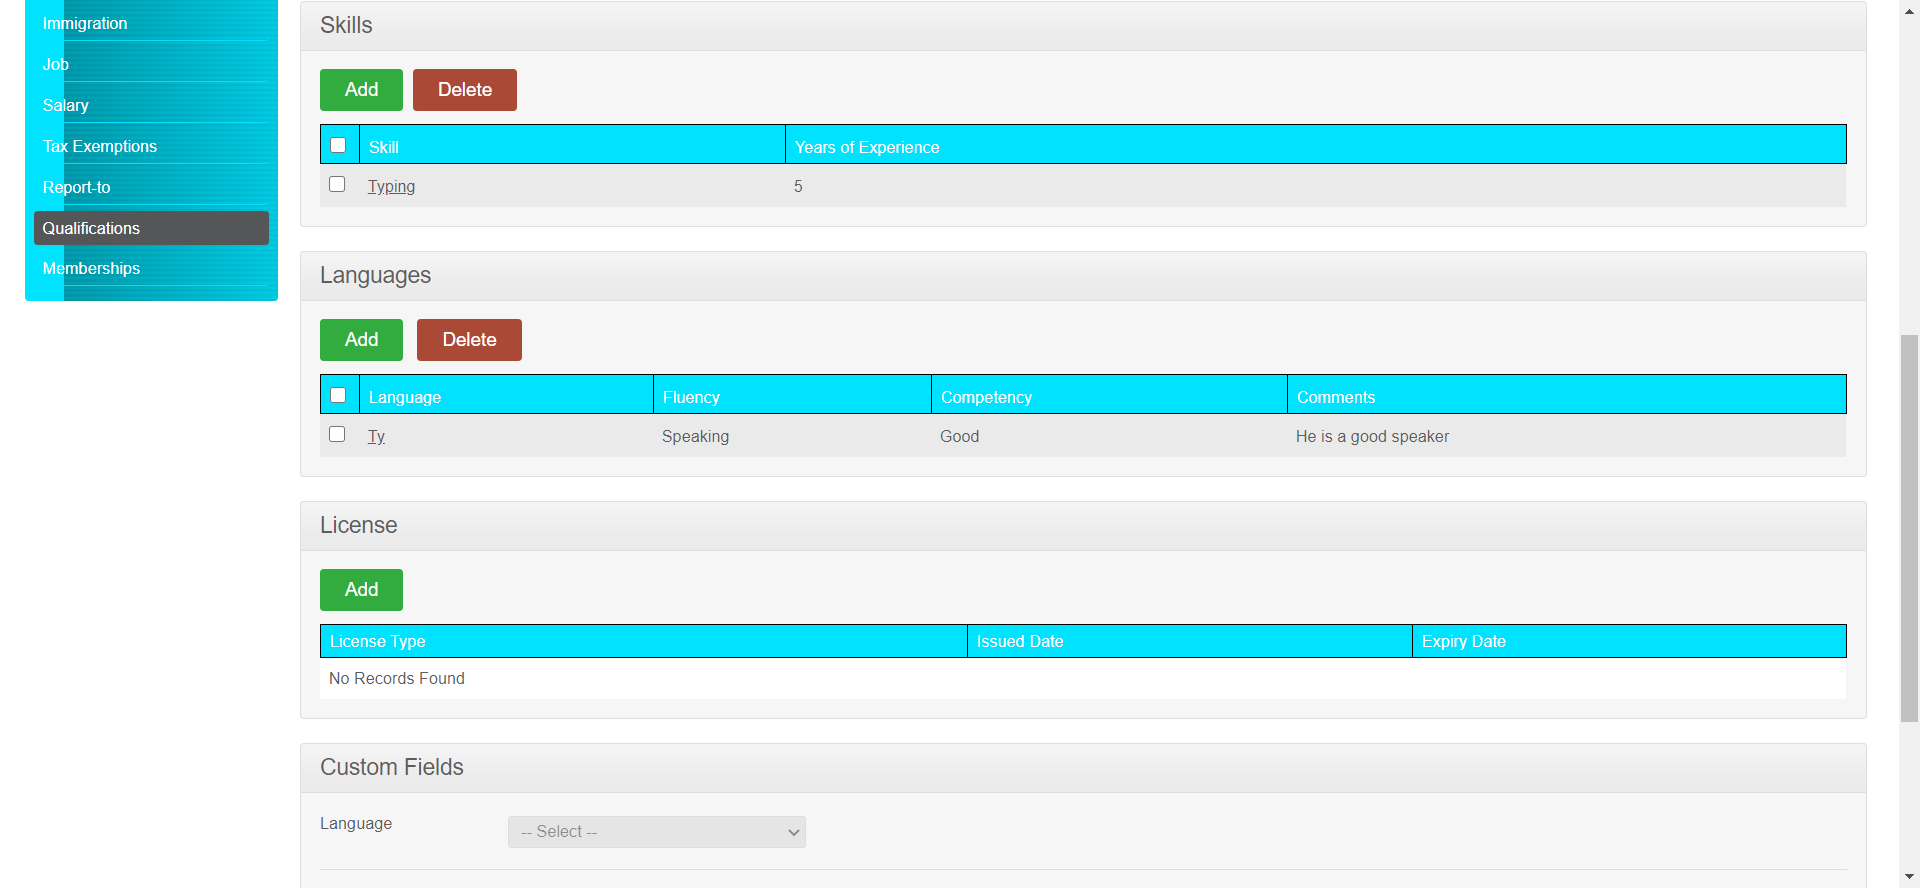 Immigration
Job
Salary
Tax Exemptions
Report-to
Qualifications
Memberships
Skills
Add Delete
Skill Years of Experience
Typing 5
Languages
Add Delete
Language Fluency Competency Comments
Ty Speaking Good He is a good speaker
License
Add
License Type Issued Date Expiry Date
No Records Found
Custom Fields
Language -- Select --